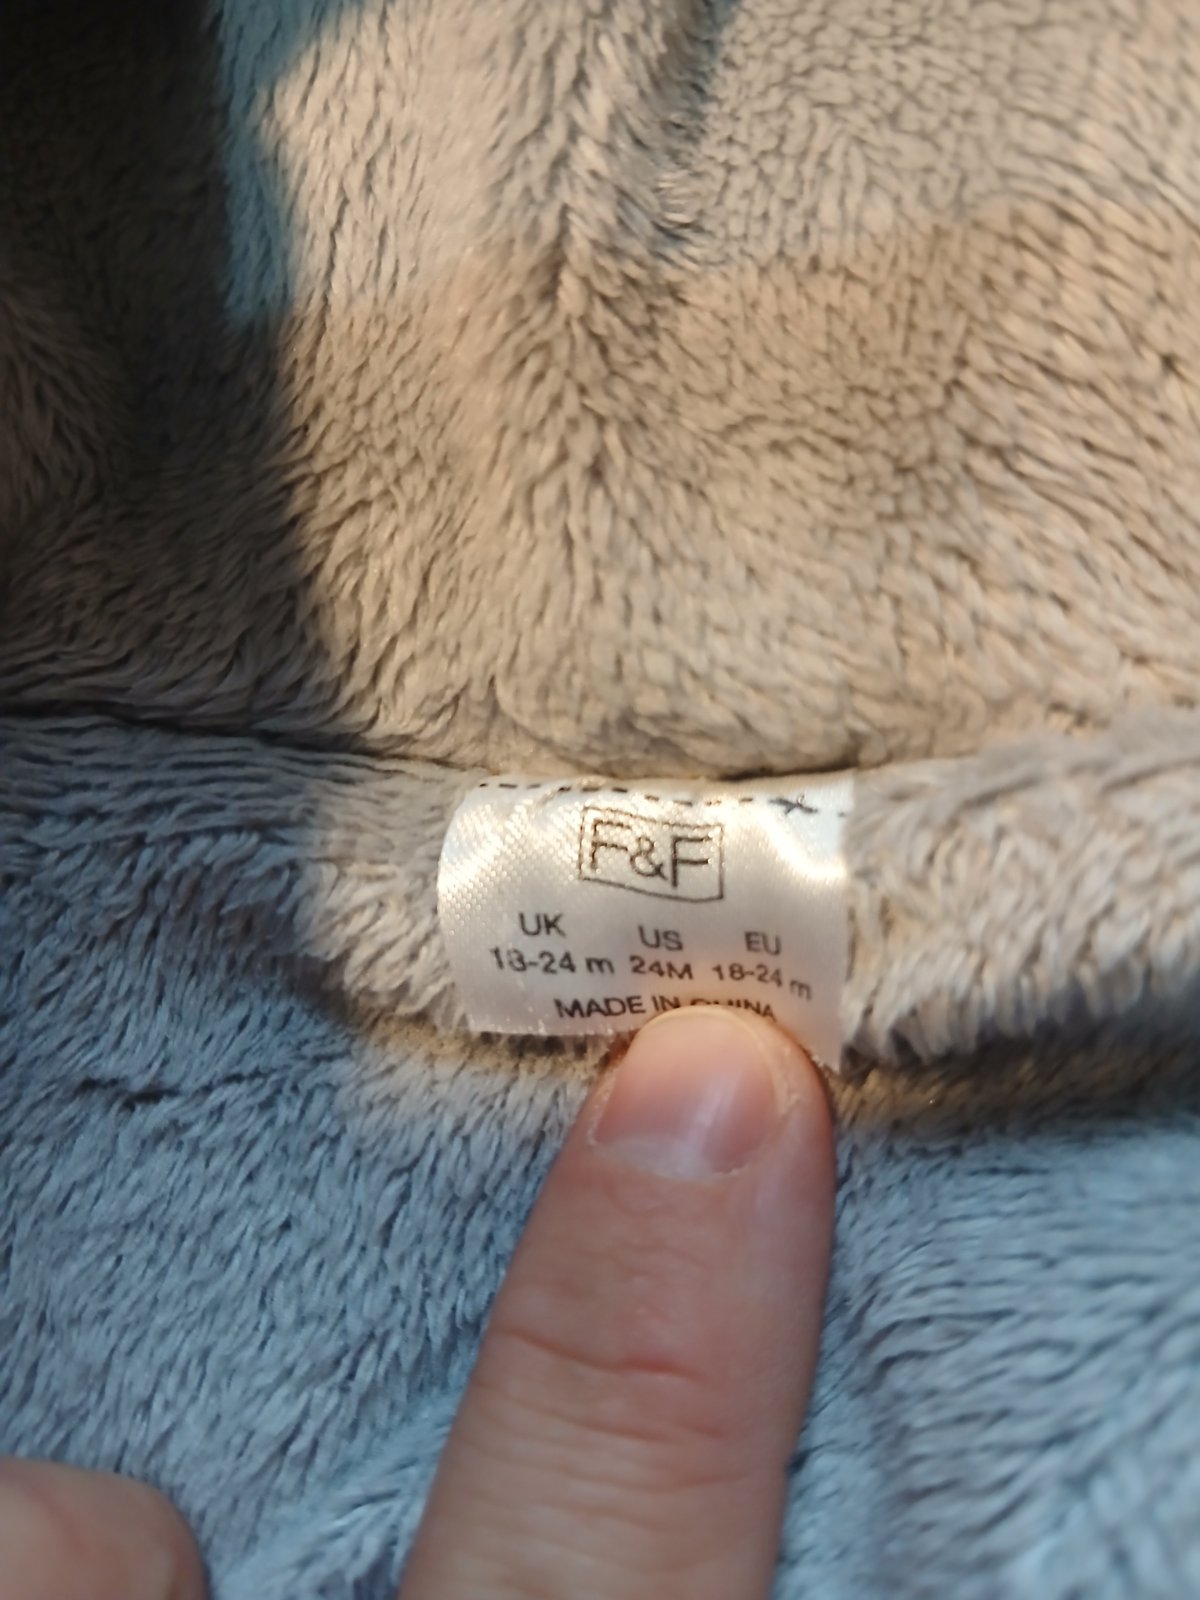 F&F
UK US EU
18-24 m 24M 18-24 m
MADE IN CHINA